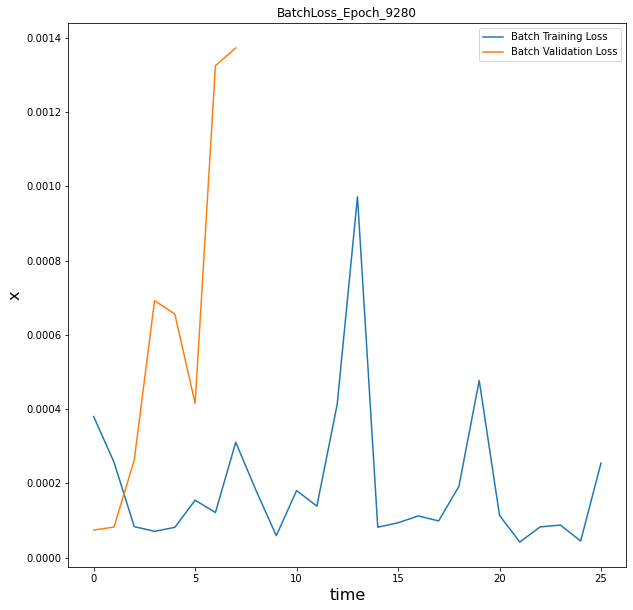 BatchLoss_Epoch_9280
Batch Training Loss
Batch Validation Loss
0.0014
0.0012
0.0010
0.0008
0.0006
0.0004
0.0002
0.0000
x
0 5 10 15 20 25
time